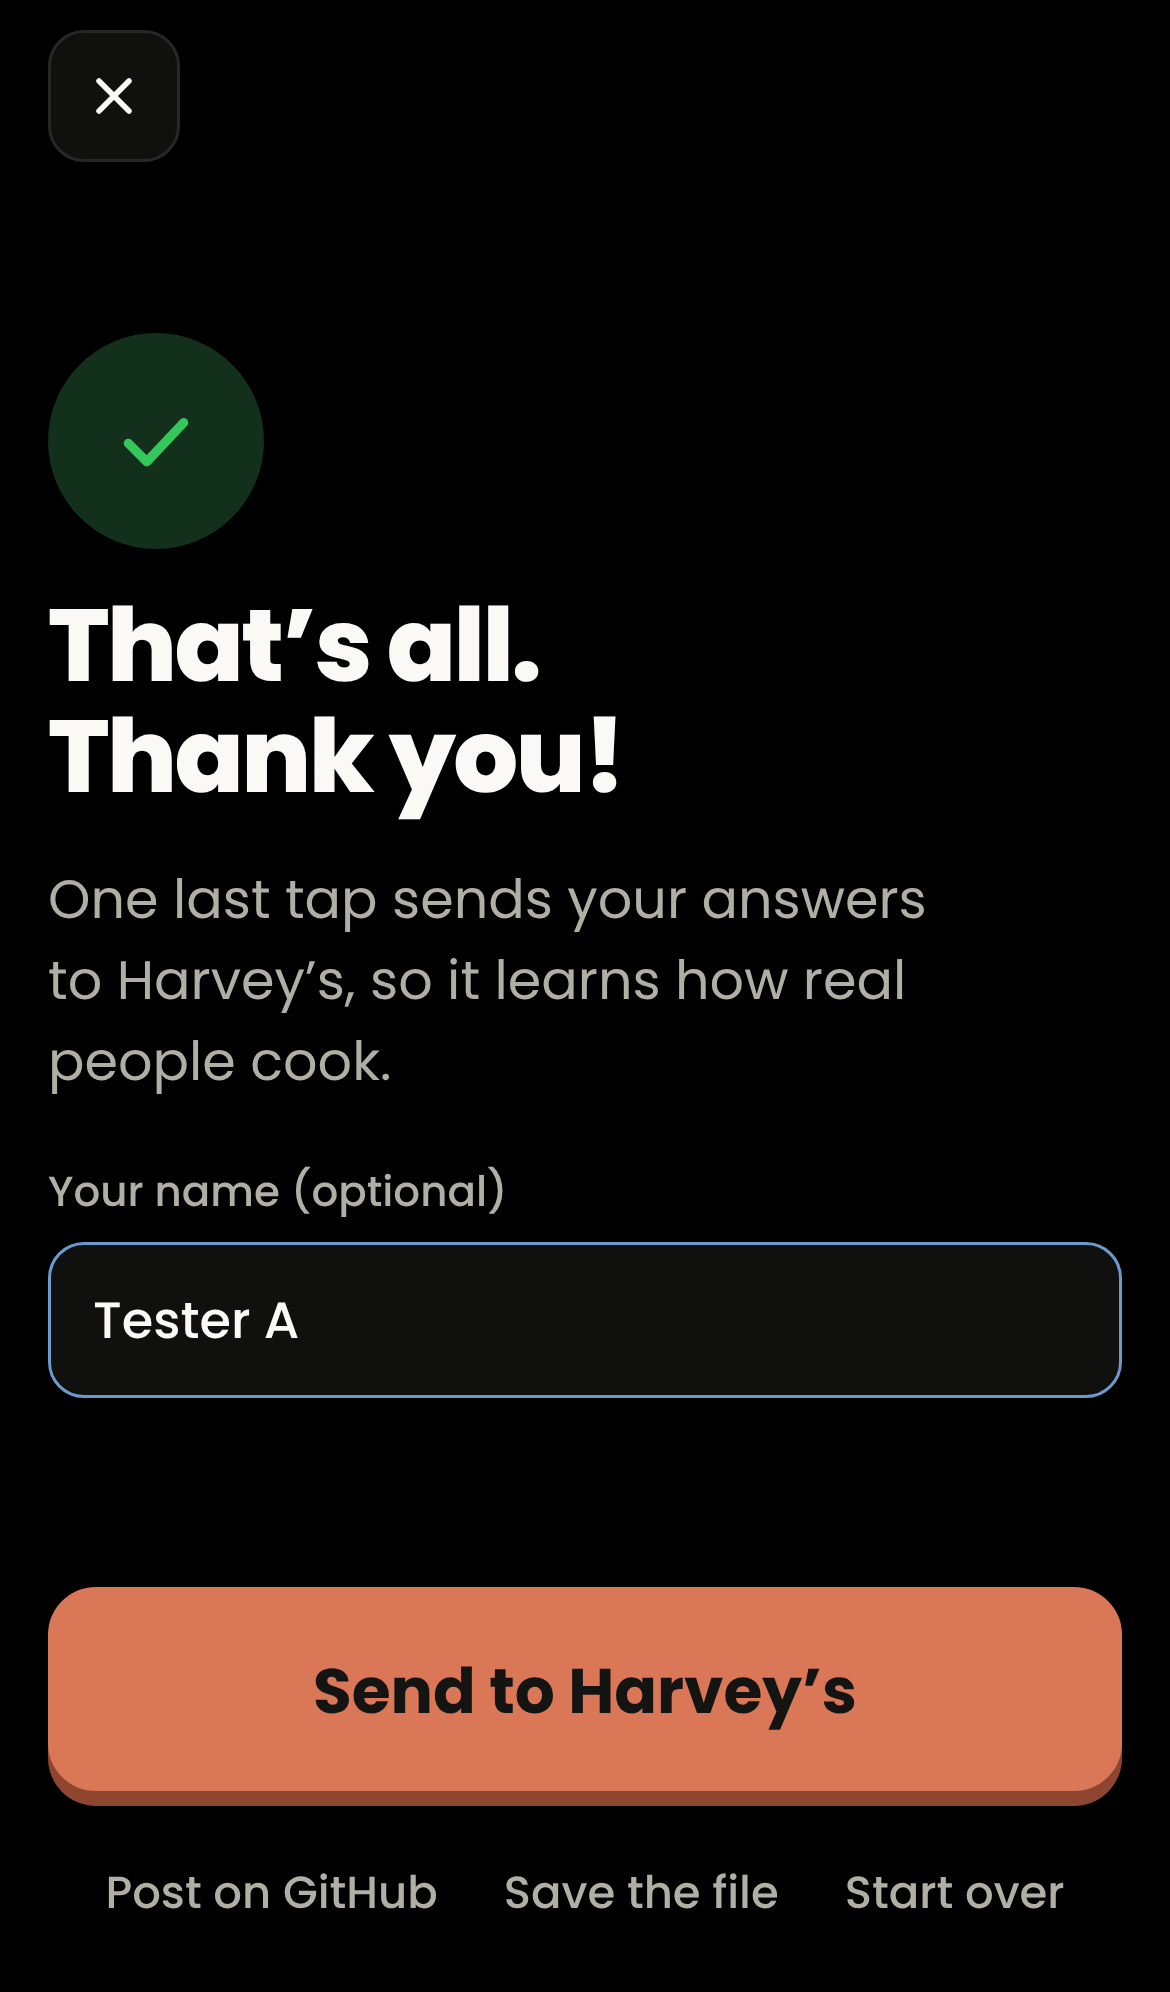 That’s all.
Thank you!
One last tap sends your answers
to Harvey’s, so it learns how real
people cook.
Your name (optional)
Tester A
Send to Harvey’s
Post on GitHub Save the file Start over